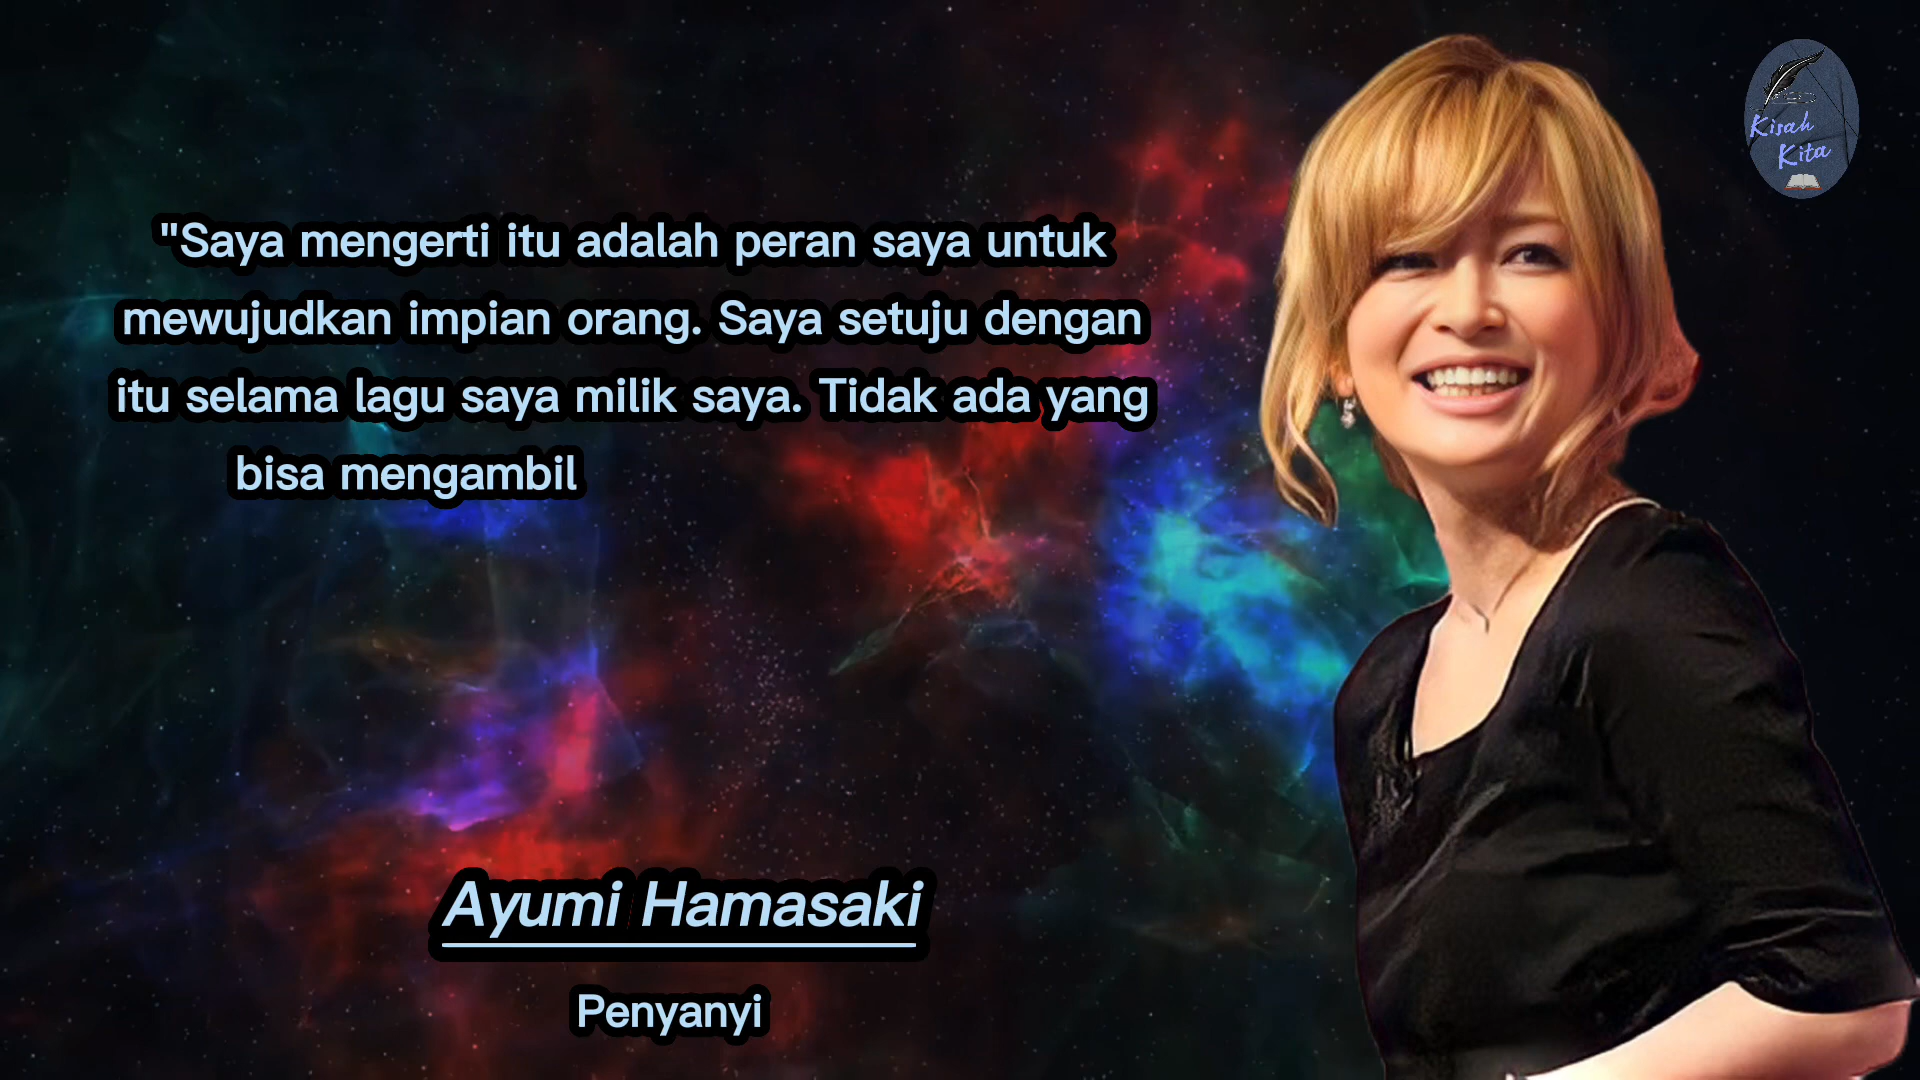 Kisah
Kita
"Saya mengerti itu adalah peran saya untuk
mewujudkan impian orang. Saya setuju dengan
itu selama lagu saya milik saya. Tidak ada yang
bisa mengambil
Ayumi Hamasaki
Penyanyi